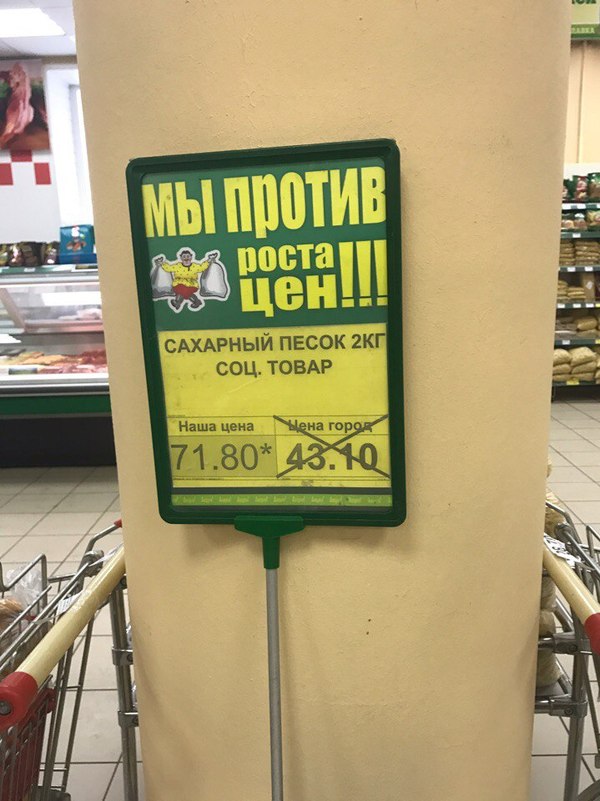 МЫ ПРОТИВ
роста
цен!!!
САХАРНЫЙ ПЕСОК 2КГ
СОЦ. ТОВАР
Наша цена
Цена город
71.80*
43.10